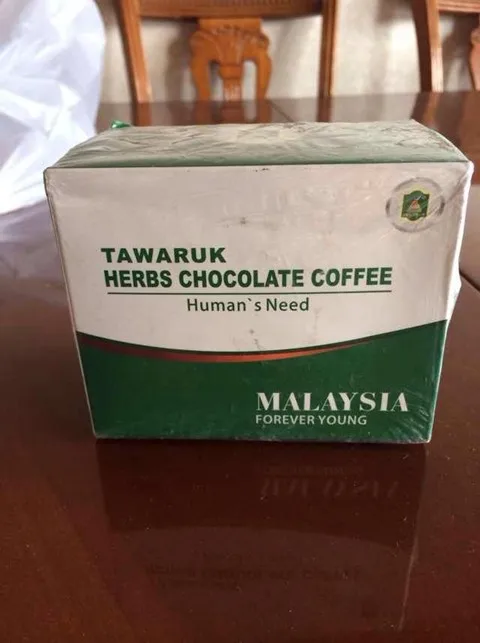 TAWARUK
HERBS CHOCOLATE COFFEE
Human`s Need
MALAYSIA
FOREVER YOUNG